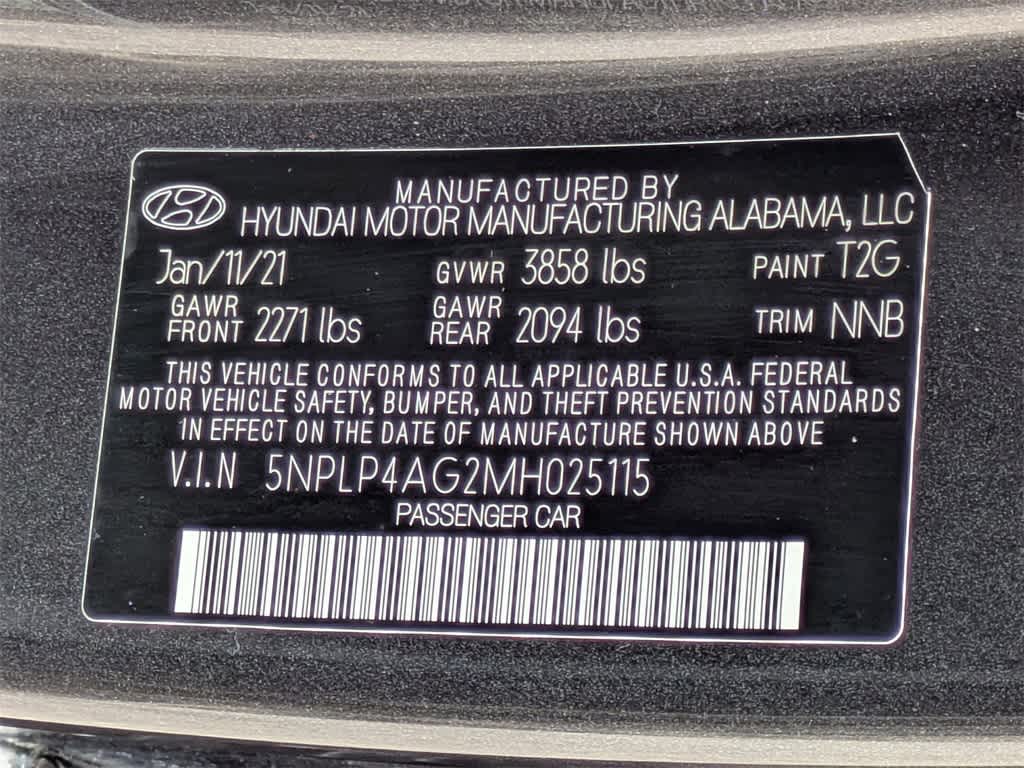 MANUFACTURED BY
HYUNDAI MOTOR MANUFACTURING ALABAMA, LLC
Jan/11/21 GVWR 3858 lbs PAINT T2G
GAWR FRONT 2271 lbs GAWR REAR 2094 lbs TRIM NNB
THIS VEHICLE CONFORMS TO ALL APPLICABLE U.S.A. FEDERAL
MOTOR VEHICLE SAFETY, BUMPER, AND THEFT PREVENTION STANDARDS
IN EFFECT ON THE DATE OF MANUFACTURE SHOWN ABOVE
V.I.N 5NPLP4AG2MH025115
PASSENGER CAR